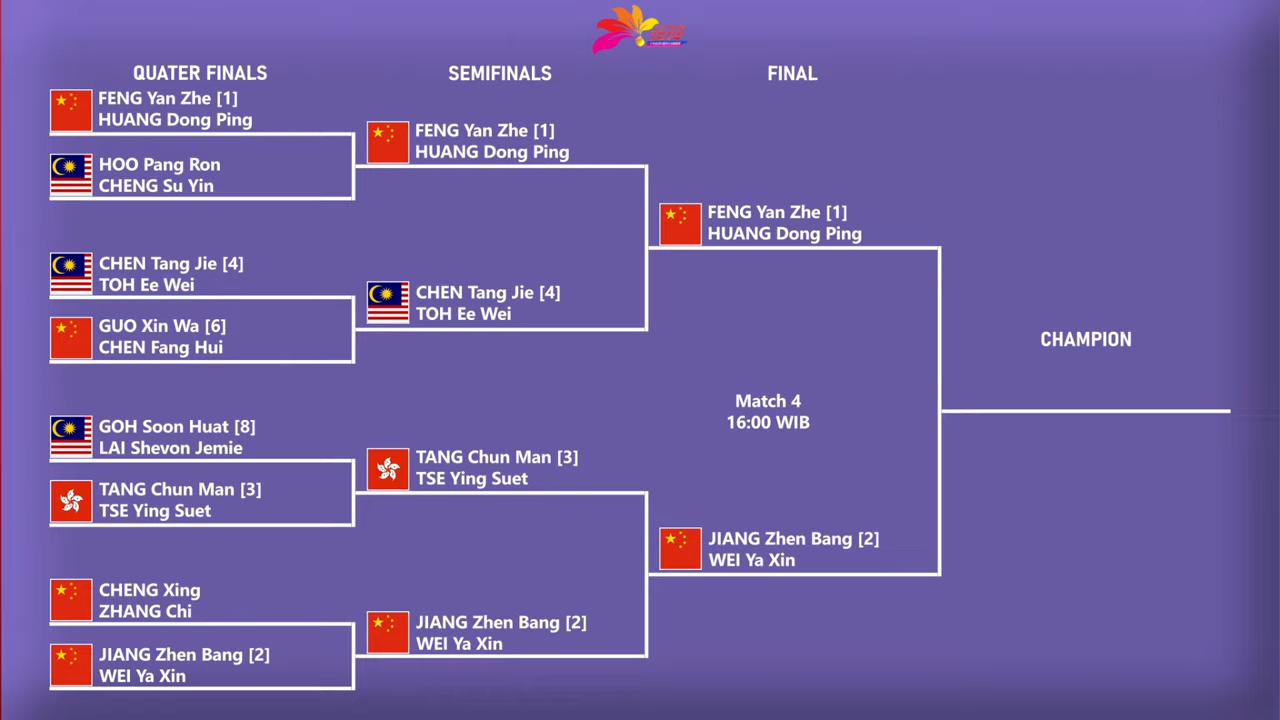 QUATER FINALS
SEMIFINALS
FINAL
FENG Yan Zhe [1]
HUANG Dong Ping
HOO Pang Ron
CHENG Su Yin
CHEN Tang Jie [4]
TOH Ee Wei
GUO Xin Wa [6]
CHEN Fang Hui
GOH Soon Huat [8]
LAI Shevon Jemie
TANG Chun Man [3]
TSE Ying Suet
CHENG Xing
ZHANG Chi
JIANG Zhen Bang [2]
WEI Ya Xin
FENG Yan Zhe [1]
HUANG Dong Ping
CHEN Tang Jie [4]
TOH Ee Wei
TANG Chun Man [3]
TSE Ying Suet
JIANG Zhen Bang [2]
WEI Ya Xin
FENG Yan Zhe [1]
HUANG Dong Ping
Match 4
16:00 WIB
JIANG Zhen Bang [2]
WEI Ya Xin
CHAMPION